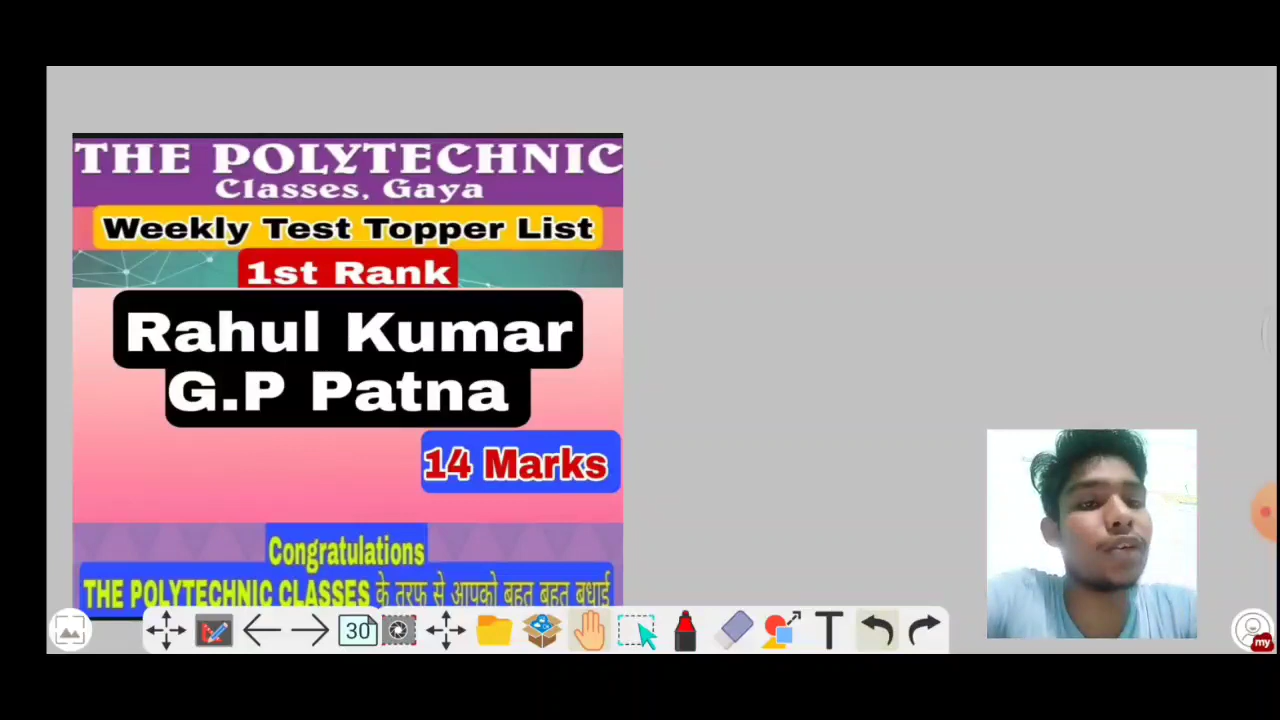 THE POLYTECHNIC
Classes, Gaya
Weekly Test Topper List
1st Rank
Rahul Kumar
G.P Patna
14 Marks
Congratulations
THE POLYTECHNIC CLASSES के तरफ से आपको बहुत बहुत बधाई
30
T
my